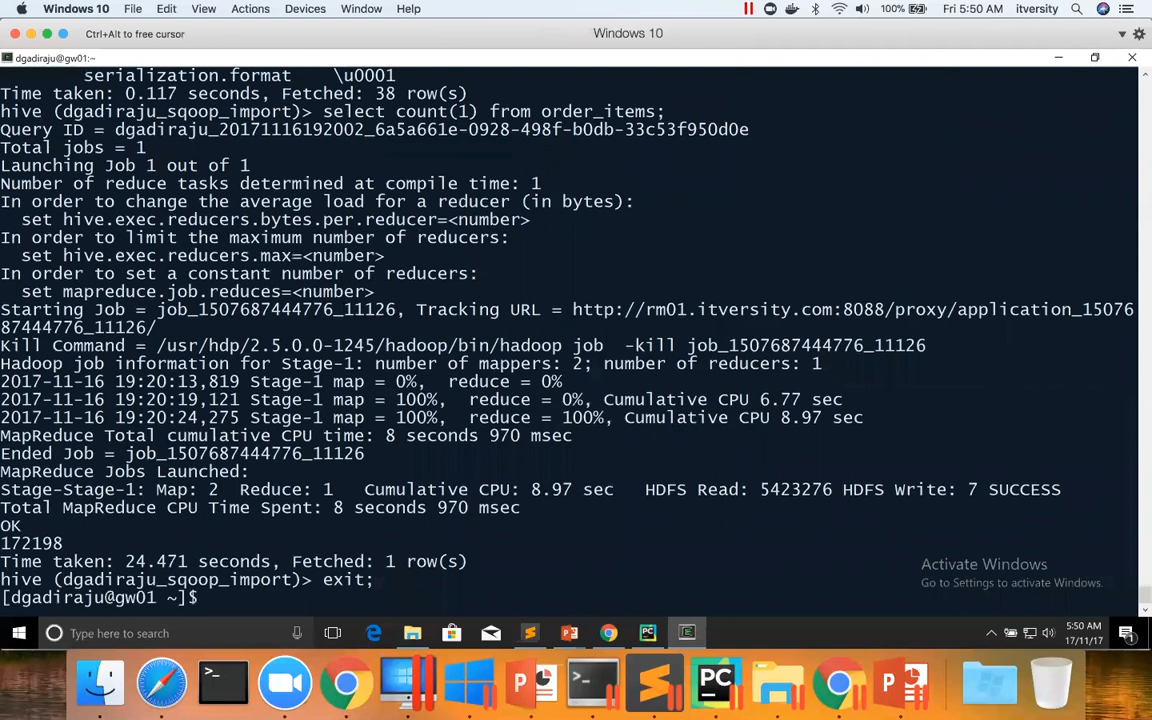 Windows 10 File Edit View Actions Devices Window Help 100% Fri 5:50 AM itversity
Ctrl+Alt to free cursor Windows 10
dgadiraju@gw01:~
serialization.format \u0001
Time taken: 0.117 seconds, Fetched: 38 row(s)
hive (dgadiraju_sqoop_import)> select count(1) from order_items;
Query ID = dgadiraju_20171116192002_6a5a661e-0928-498f-b0db-33c53f950d0e
Total jobs = 1
Launching Job 1 out of 1
Number of reduce tasks determined at compile time: 1
In order to change the average load for a reducer (in bytes):
set hive.exec.reducers.bytes.per.reducer=<number>
In order to limit the maximum number of reducers:
set hive.exec.reducers.max=<number>
In order to set a constant number of reducers:
set mapreduce.job.reduces=<number>
Starting Job = job_1507687444776_11126, Tracking URL = http://rm01.itversity.com:8088/proxy/application_15076
87444776_11126/
Kill Command = /usr/hdp/2.5.0.0-1245/hadoop/bin/hadoop job  -kill job_1507687444776_11126
Hadoop job information for Stage-1: number of mappers: 2; number of reducers: 1
2017-11-16 19:20:13,819 Stage-1 map = 0%,  reduce = 0%
2017-11-16 19:20:19,121 Stage-1 map = 100%,  reduce = 0%, Cumulative CPU 6.77 sec
2017-11-16 19:20:24,275 Stage-1 map = 100%,  reduce = 100%, Cumulative CPU 8.97 sec
MapReduce Total cumulative CPU time: 8 seconds 970 msec
Ended Job = job_1507687444776_11126
MapReduce Jobs Launched:
Stage-Stage-1: Map: 2  Reduce: 1   Cumulative CPU: 8.97 sec   HDFS Read: 5423276 HDFS Write: 7 SUCCESS
Total MapReduce CPU Time Spent: 8 seconds 970 msec
OK
172198
Time taken: 24.471 seconds, Fetched: 1 row(s)
hive (dgadiraju_sqoop_import)> exit;
[dgadiraju@gw01 ~]$
Activate Windows
Go to Settings to activate Windows.
Type here to search
5:50 AM
17/11/17